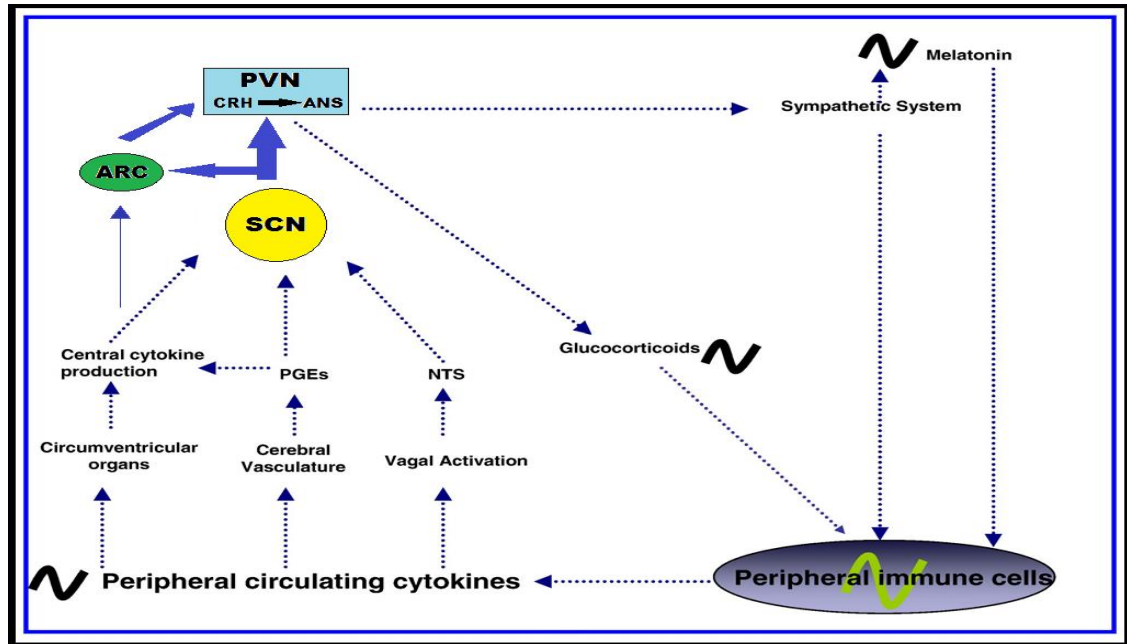 Melatonin
PVN
CRH ANS
Sympathetic System
ARC
SCN
Glucocorticoids
Central cytokine
production
PGEs
NTS
Circumventricular
organs
Cerebral
Vasculature
Vagal Activation
Peripheral circulating cytokines
Peripheral immune cells